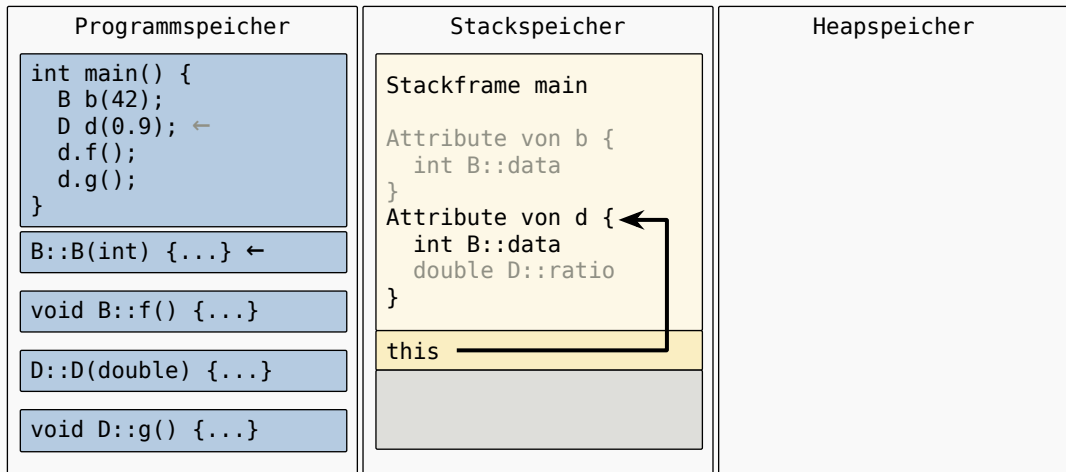 Programmspeicher
int main() {
  B b(42);
  D d(0.9); ←
  d.f();
  d.g();
}
B::B(int) {...} ←
void B::f() {...}
D::D(double) {...}
void D::g() {...}
Stackspeicher
Stackframe main
Attribute von b {
  int B::data
}
Attribute von d {
  int B::data
  double D::ratio
}
this
Heapspeicher